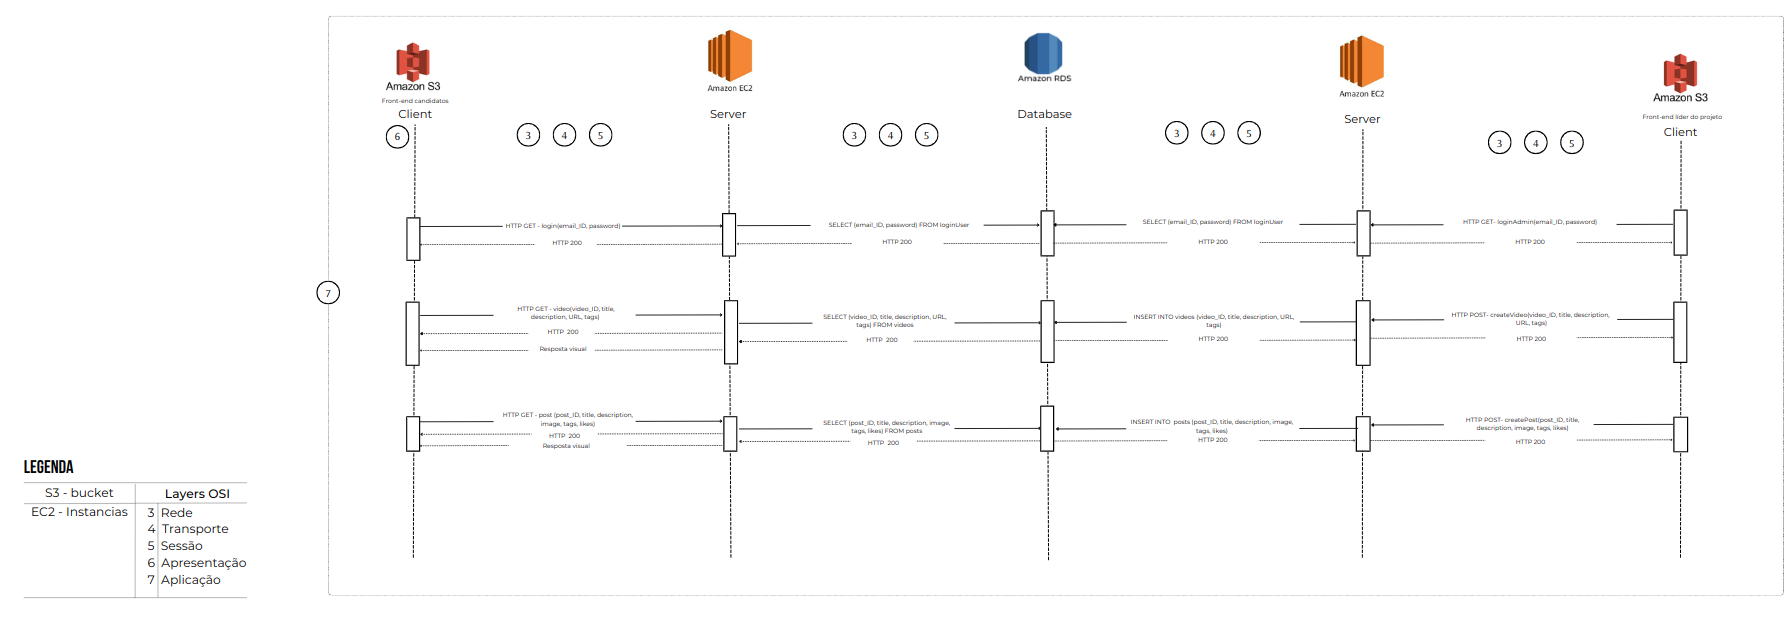 Amazon S3
Front-end candidatos
Client
Amazon EC2
Server
Amazon RDS
Database
Amazon EC2
Server
Amazon S3
Front-end líder do projeto
Client
6
3 4 5
3 4 5
3 4 5
3 4 5
HTTP GET - login(email_ID, password)
HTTP 200
SELECT (email_ID, password) FROM loginUser
HTTP 200
SELECT (email_ID, password) FROM loginUser
HTTP 200
HTTP GET- loginAdmin(email_ID, password)
HTTP 200
7
HTTP GET - video(video_ID, title,
description, URL, tags)
HTTP 200
Resposta visual
SELECT (video_ID, title, description, URL,
tags) FROM videos
HTTP 200
INSERT INTO videos (video_ID, title, description, URL,
tags)
HTTP 200
HTTP POST- createVideo(video_ID, title, description,
URL, tags)
HTTP 200
HTTP GET - post (post_ID, title, description,
image, tags, likes)
HTTP 200
Resposta visual
SELECT (post_ID, title, description, image,
tags, likes) FROM posts
HTTP 200
INSERT INTO posts (post_ID, title, description, image,
tags, likes)
HTTP 200
HTTP POST- createPost(post_ID, title,
description, image, tags, likes)
HTTP 200
LEGENDA
S3 - bucket
Layers OSI
EC2 - Instancias
3 Rede
4 Transporte
5 Sessão
6 Apresentação
7 Aplicação